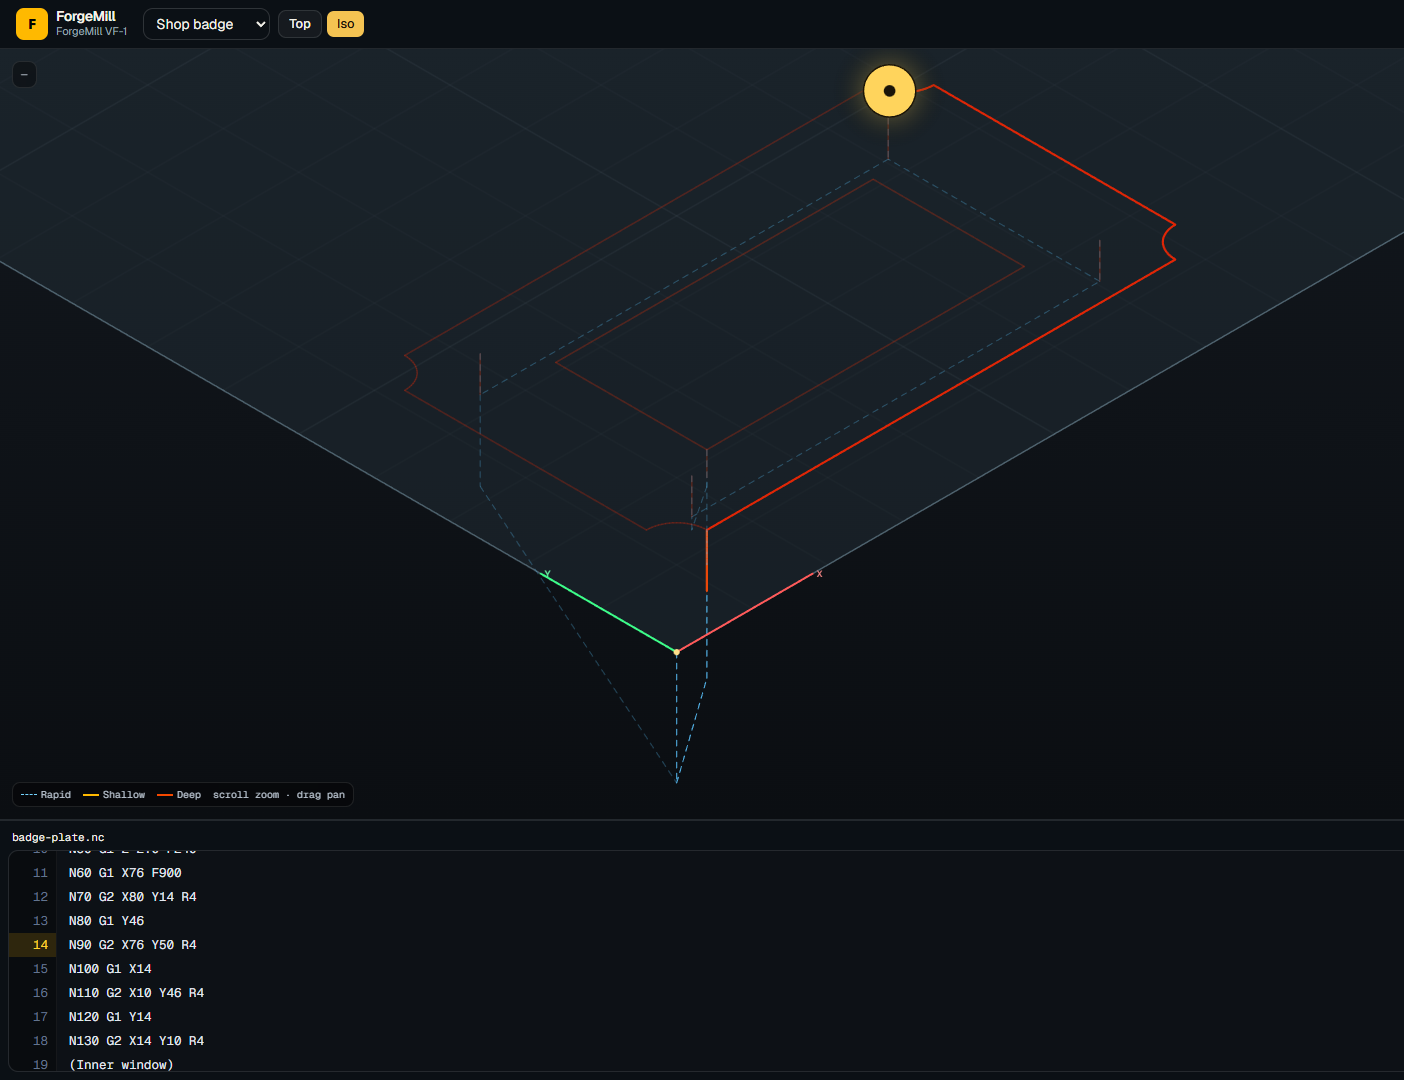 F
ForgeMill
ForgeMill VF-1
Shop badge
Top
Iso
–
Y
X
Rapid
Shallow
Deep
scroll zoom · drag pan
badge-plate.nc
11 N60 G1 X76 F900
12 N70 G2 X80 Y14 R4
13 N80 G1 Y46
14 N90 G2 X76 Y50 R4
15 N100 G1 X14
16 N110 G2 X10 Y46 R4
17 N120 G1 Y14
18 N130 G2 X14 Y10 R4
19 (Inner window)